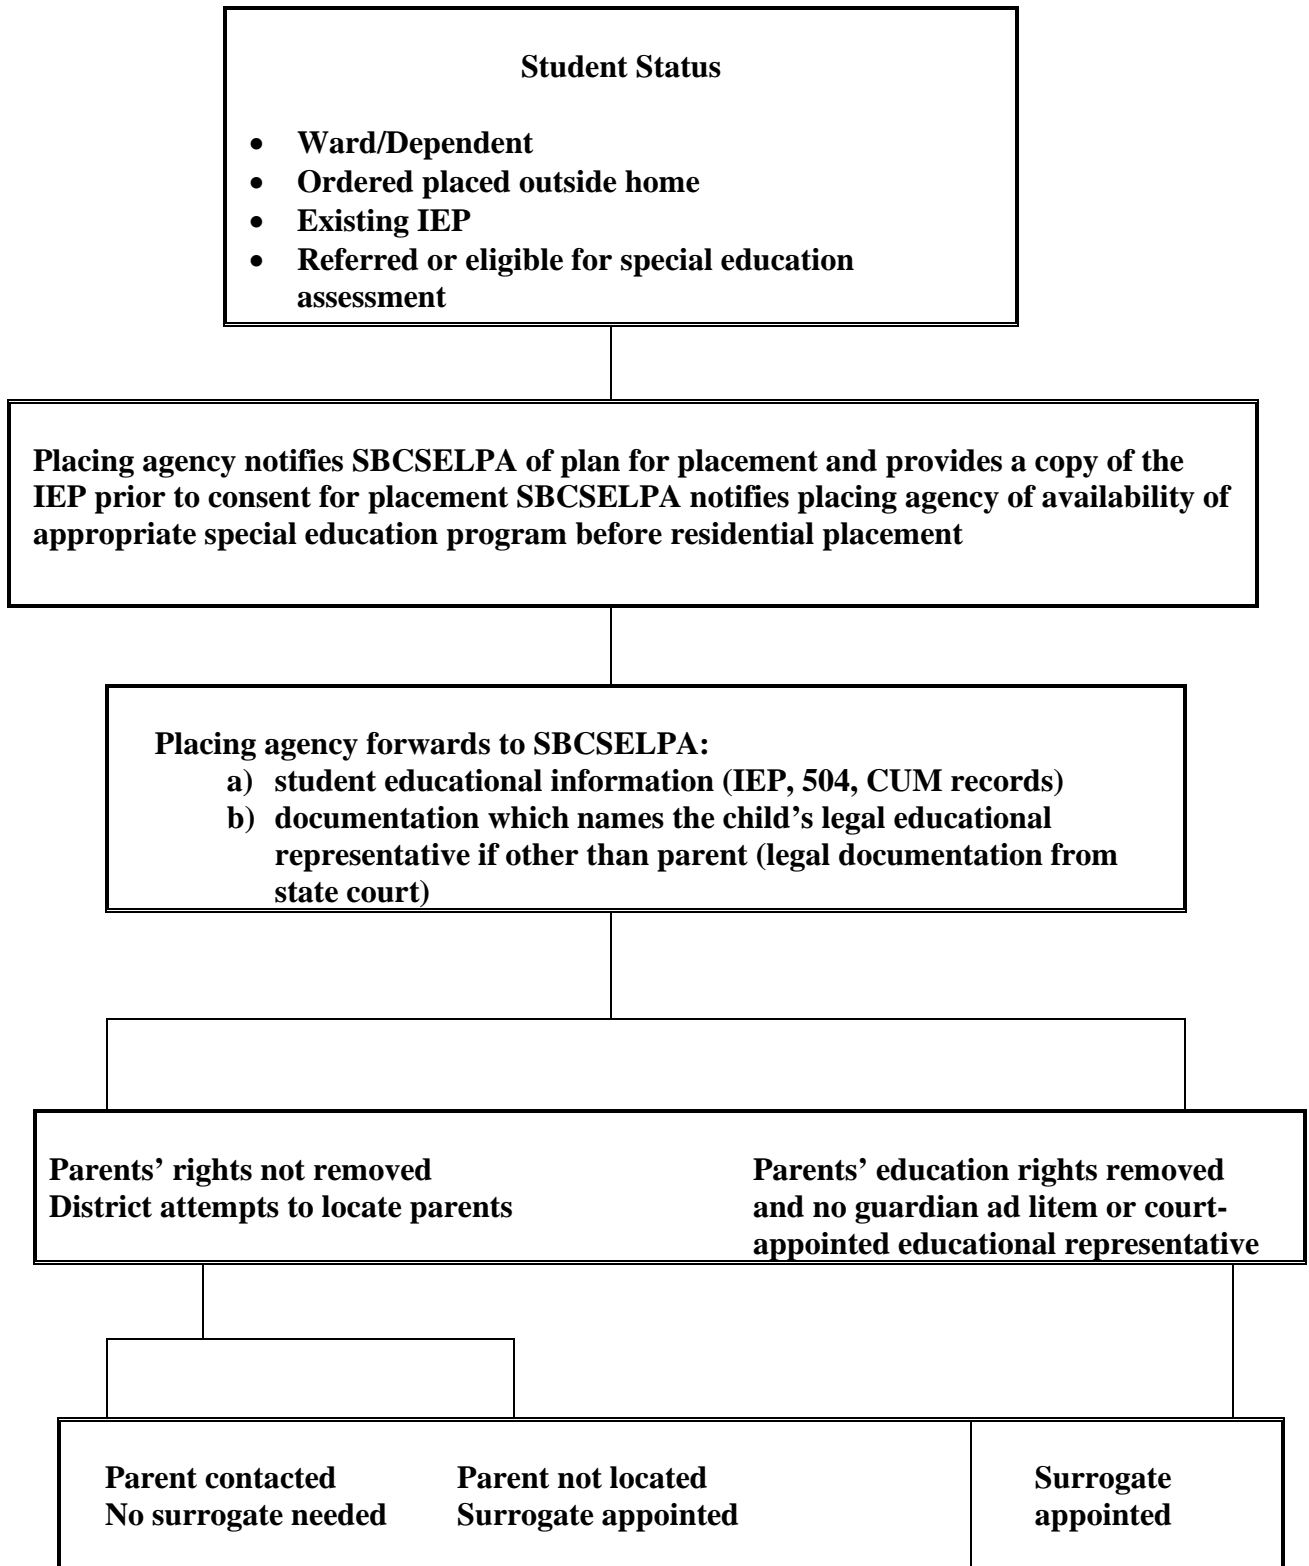 Student Status
• Ward/Dependent
• Ordered placed outside home
• Existing IEP
• Referred or eligible for special education
assessment
Placing agency notifies SBCSELPA of plan for placement and provides a copy of the
IEP prior to consent for placement SBCSELPA notifies placing agency of availability of
appropriate special education program before residential placement
Placing agency forwards to SBCSELPA:
a) student educational information (IEP, 504, CUM records)
b) documentation which names the child’s legal educational
representative if other than parent (legal documentation from
state court)
Parents’ rights not removed
District attempts to locate parents
Parents’ education rights removed
and no guardian ad litem or court-
appointed educational representative
Parent contacted
No surrogate needed
Parent not located
Surrogate appointed
Surrogate
appointed